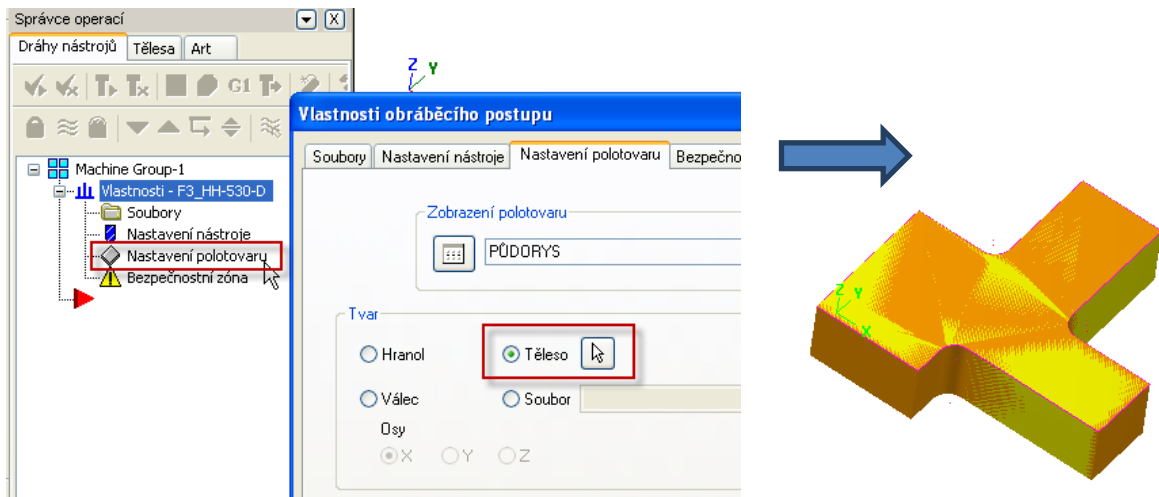 Správce operací
Dráhy nástrojů Tělesa Art
G1
Machine Group-1
Vlastnosti - F3_HH-530-D
Soubory
Nastavení nástroje
Nastavení polotovaru
Bezpečnostní zóna
Z Y
Vlastnosti obráběcího postupu
Soubory Nastavení nástroje Nastavení polotovaru Bezpečno
Zobrazení polotovaru
PŮDORYS
Tvar
Hranol Těleso
Válec Soubor
Osy
X Y Z
Z Y
X